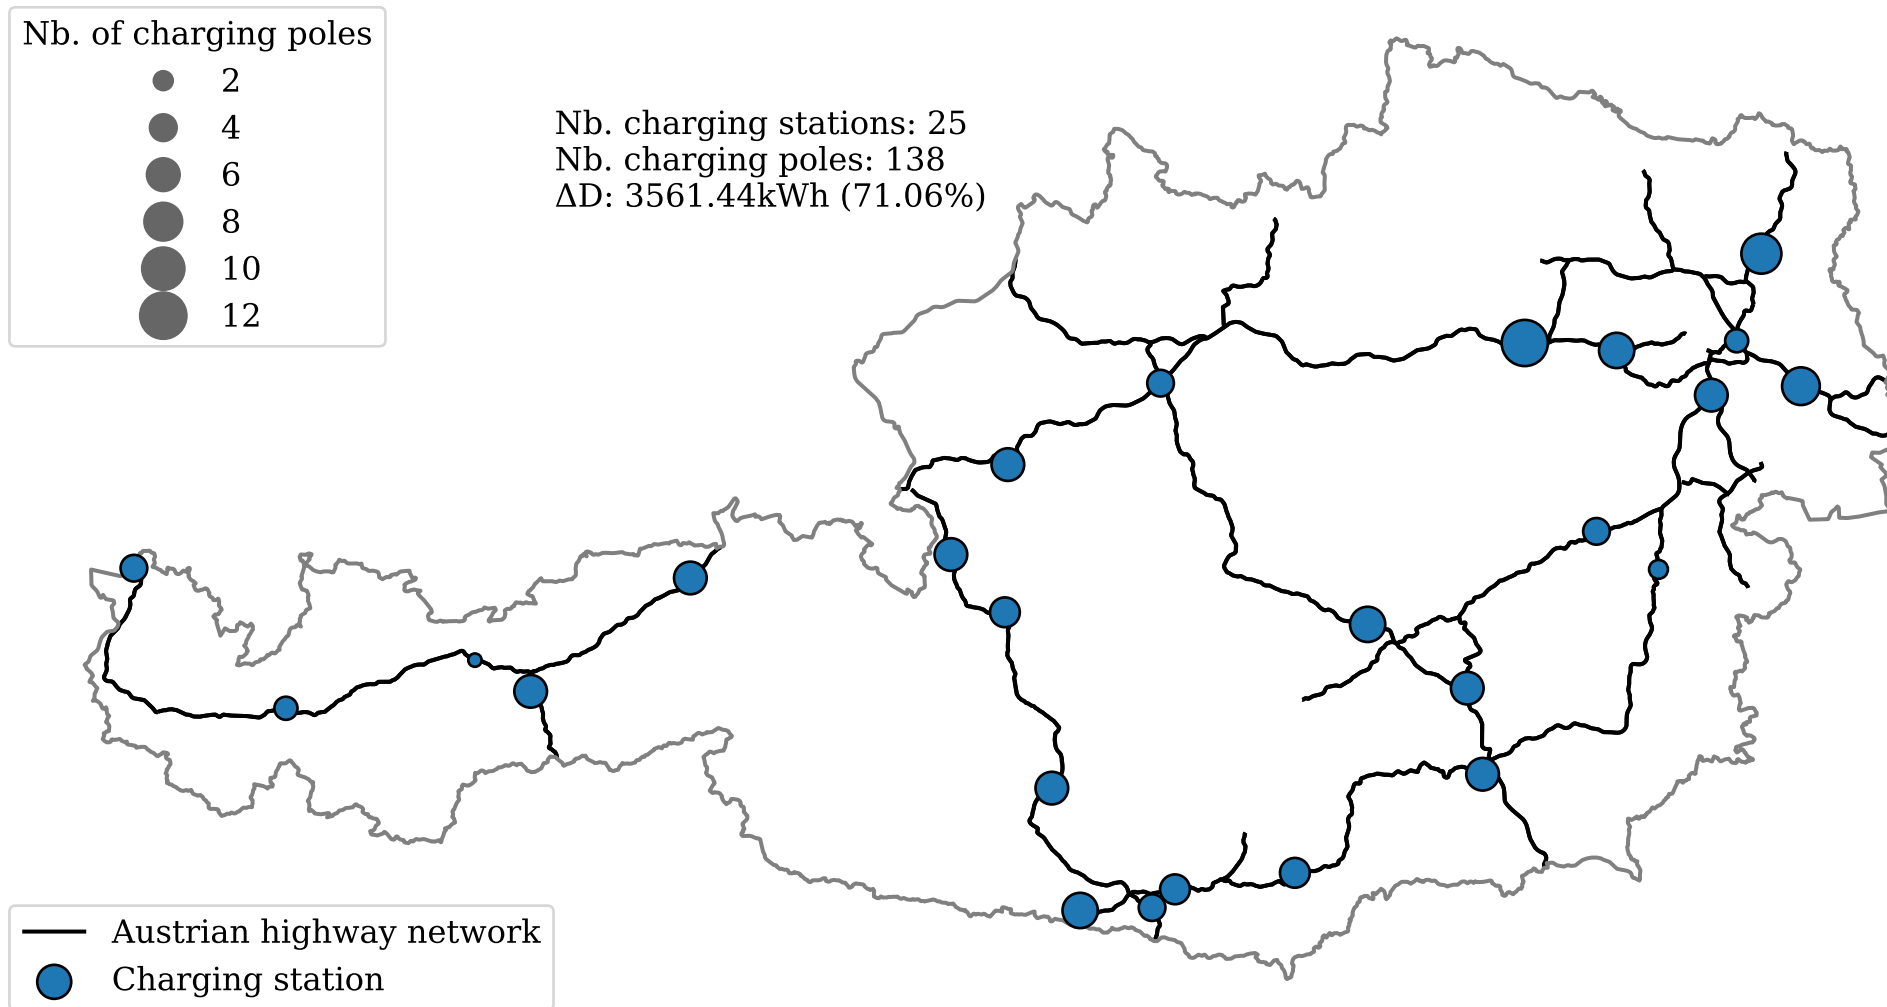 Nb. of charging poles
2
4
6
8
10
12
Nb. charging stations: 25
Nb. charging poles: 138
ΔD: 3561.44kWh (71.06%)
Austrian highway network
Charging station